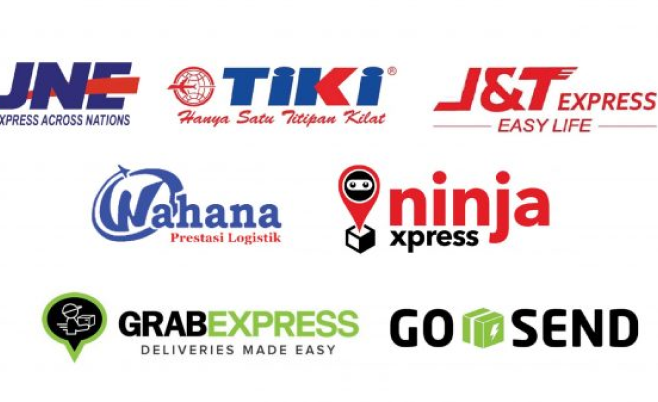 JNE
XPRESS ACROSS NATIONS
TiKi®
Hanya Satu Titipan Kilat
J&T EXPRESS
EASY LIFE
Wahana
Prestasi Logistik
ninja
xpress
GRABEXPRESS
DELIVERIES MADE EASY
GO SEND